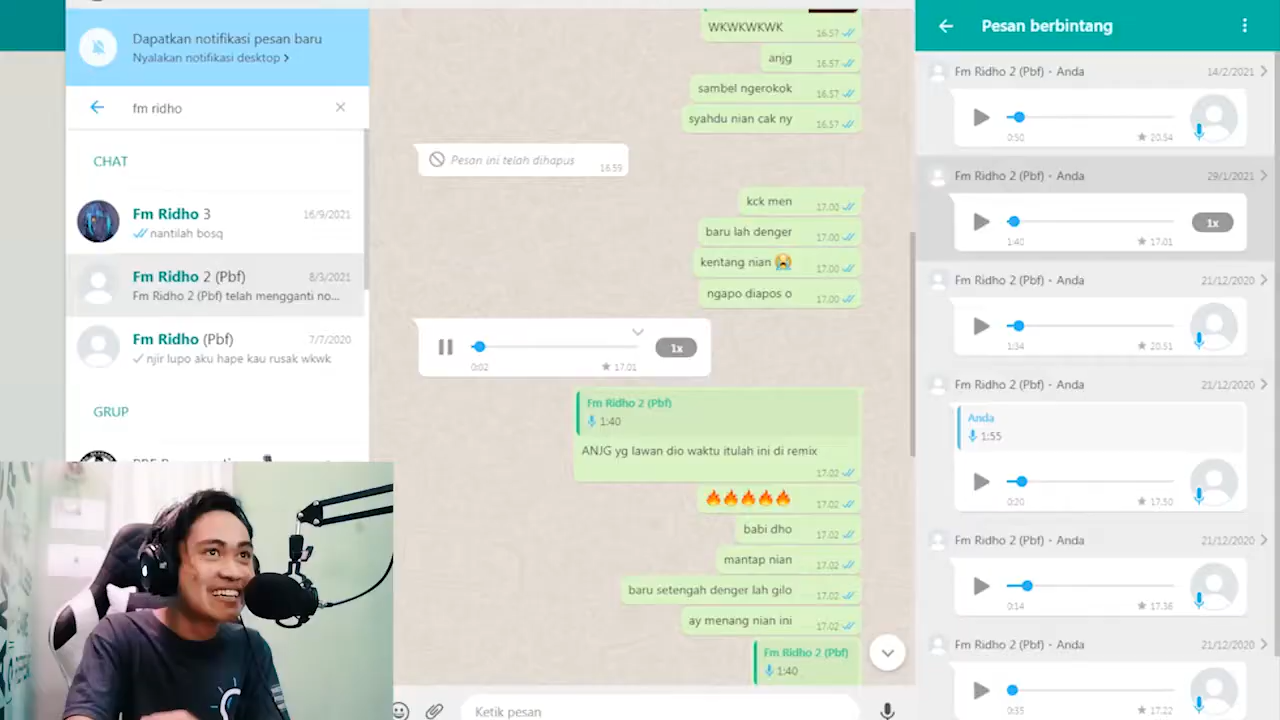 Dapatkan notifikasi pesan baru
Nyalakan notifikasi desktop >
fm ridho
CHAT
Fm Ridho 3
16/9/2021
nantilah bosq
Fm Ridho 2 (Pbf)
8/3/2021
Fm Ridho 2 (Pbf) telah mengganti no...
Fm Ridho (Pbf)
7/7/2020
njir lupo aku hape kau rusak wkwk
GRUP
WKWKWKWK
16.57
anjg
16.57
sambel ngerokok
16.57
syahdu nian cak ny
16.57
Pesan ini telah dihapus
16.59
kck men
17.00
baru lah denger
17.00
kentang nian 😭
17.00
ngapo diapos o
17.00
1x
0:02
★ 17.01
Fm Ridho 2 (Pbf)
1:40
ANJG yg lawan dio waktu itulah ini di remix
17.02
🔥🔥🔥🔥🔥
17.02
babi dho
17.02
mantap nian
17.02
baru setengah denger lah gilo
17.02
ay menang nian ini
17.02
Fm Ridho 2 (Pbf)
1:40
Ketik pesan
Pesan berbintang
Fm Ridho 2 (Pbf) · Anda
14/2/2021
0:50
★ 20.54
Fm Ridho 2 (Pbf) · Anda
29/1/2021
1x
1:40
★ 17.01
Fm Ridho 2 (Pbf) · Anda
21/12/2020
1:34
★ 20.51
Fm Ridho 2 (Pbf) · Anda
21/12/2020
Anda
1:55
0:20
★ 17.50
Fm Ridho 2 (Pbf) · Anda
21/12/2020
0:14
★ 17.36
Fm Ridho 2 (Pbf) · Anda
21/12/2020
0:35
★ 17.22